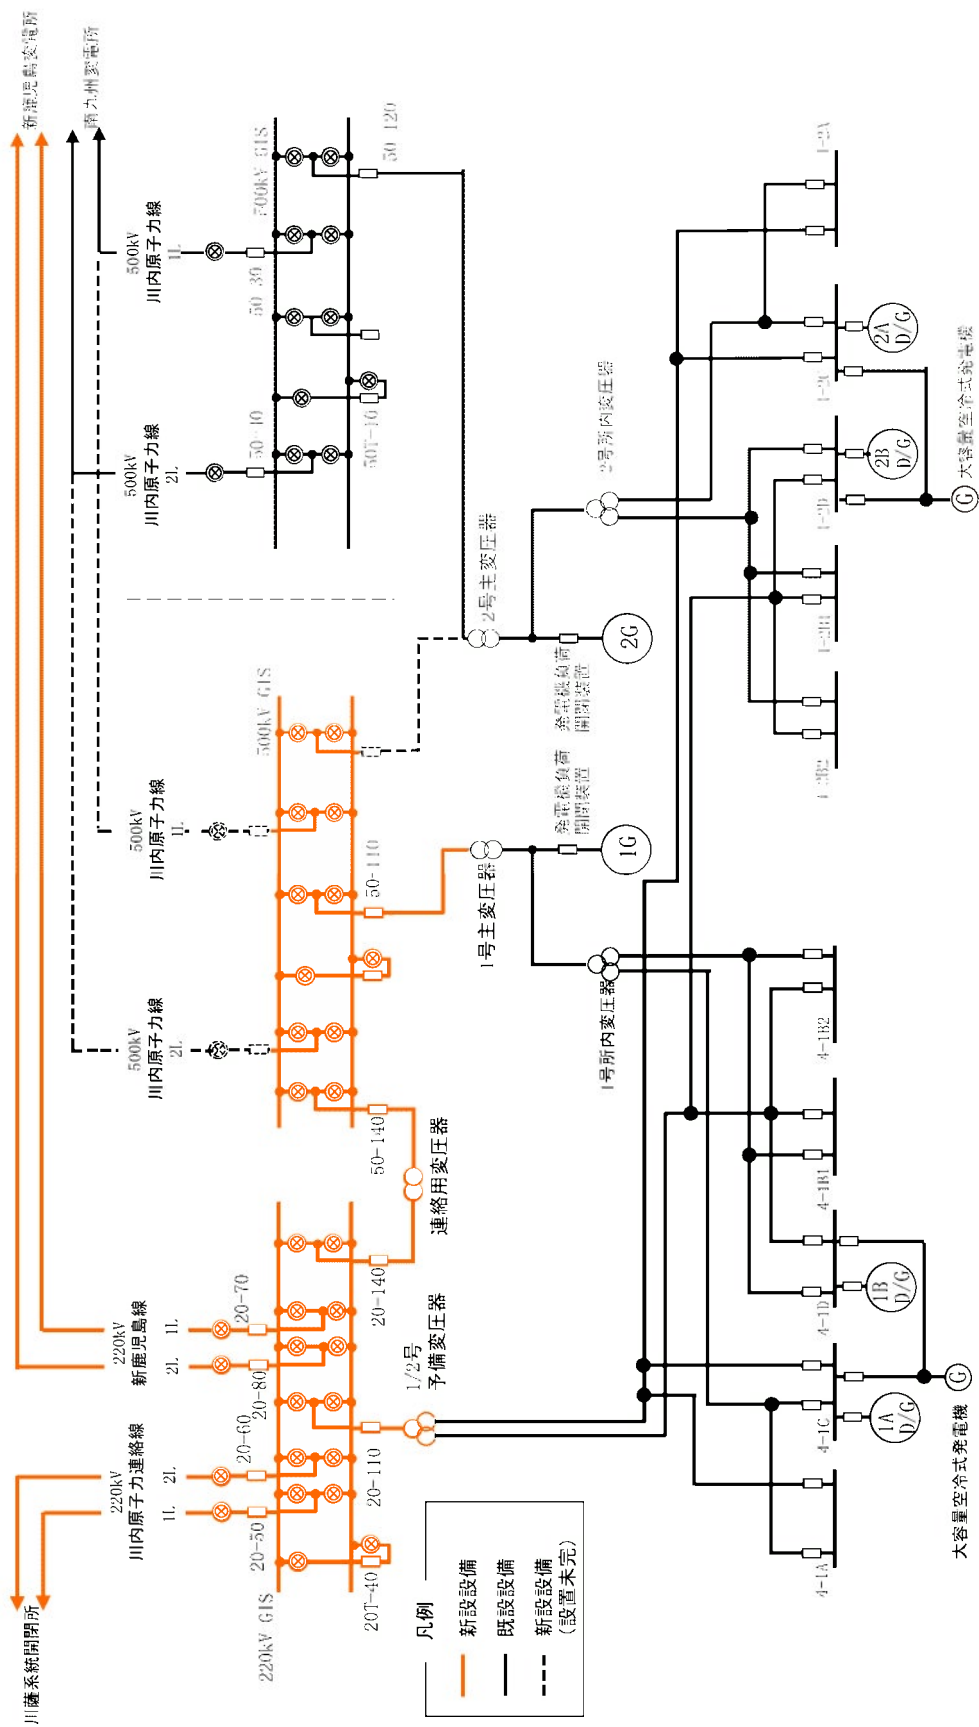 川薩系統開閉所
新鹿児島変電所
南九州変電所
220kV
川内原子力連絡線
1L
2L
220kV
新鹿児島線
2L
1L
500kV
川内原子力線
2L
500kV
川内原子力線
1L
500kV
川内原子力線
2L
500kV
川内原子力線
1L
220kV GIS
20-50
20-60
20-80
20-70
500kV GIS
50-30
500kV GIS
20T-40
20-110
20-140
50-140
50-110
50T-10
50-120
1/2号
予備変圧器
連絡用変圧器
1号主変圧器
2号主変圧器
発電機負荷
開閉装置
発電機負荷
開閉装置
1G
2G
1号所内変圧器
2号所内変圧器
4-1A
4-1C
4-1D
4-1B1
4-1B2
1A
D/G
1B
D/G
2B
D/G
2A
D/G
G
大容量空冷式発電機
G
大容量空冷式発電機
凡例
新設設備
既設設備
新設設備
(設置未完)